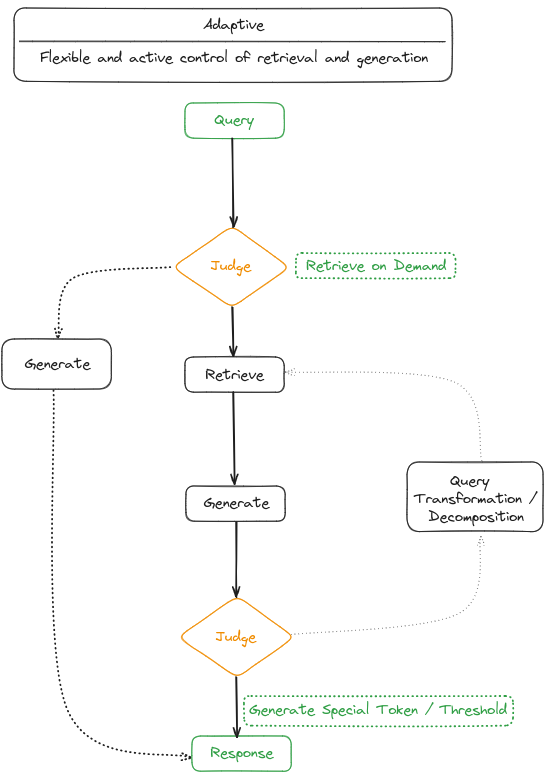 Adaptive
Flexible and active control of retrieval and generation
Query
Judge
Retrieve on Demand
Generate
Retrieve
Query
Transformation /
Decomposition
Generate
Judge
Generate Special Token / Threshold
Response